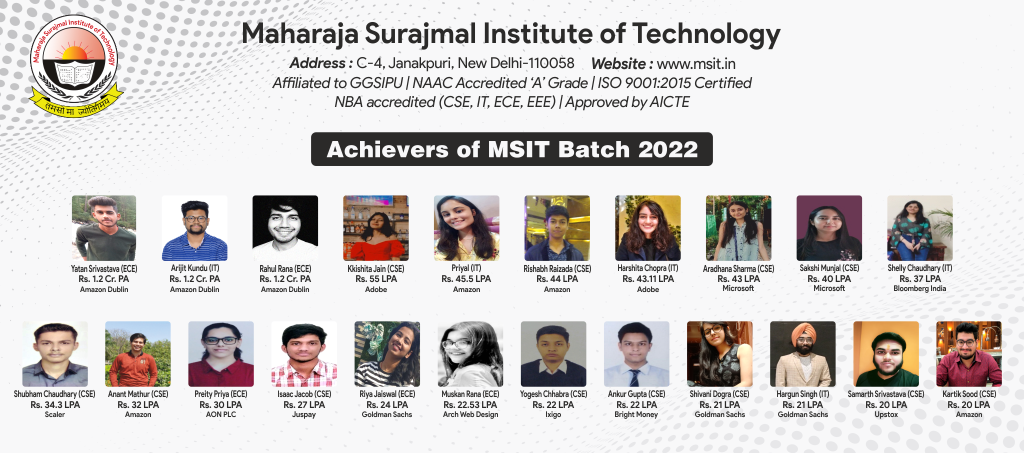 Maharaja Surajmal Institute of Technology
Maharaja Surajmal Institute of Technology
Address : C-4, Janakpuri, New Delhi-110058 Website : www.msit.in
Affiliated to GGSIPU | NAAC Accredited ‘A’ Grade | ISO 9001:2015 Certified
NBA accredited (CSE, IT, ECE, EEE) | Approved by AICTE
तमसो मा ज्योतिर्गमय
Achievers of MSIT Batch 2022
Yatan Srivastava (ECE) Arijit Kundu (IT) Rahul Rana (ECE) Kkishita Jain (CSE) Priyal (IT) Rishabh Raizada (CSE) Harshita Chopra (IT) Aradhana Sharma (CSE) Sakshi Munjal (CSE) Shelly Chaudhary (IT)
Rs. 1.2 Cr. PA Rs. 1.2 Cr. PA Rs. 1.2 Cr. PA Rs. 55 LPA Rs. 45.5 LPA Rs. 44 LPA Rs. 43.11 LPA Rs. 43 LPA Rs. 40 LPA Rs. 37 LPA
Amazon Dublin Amazon Dublin Amazon Dublin Adobe Amazon Amazon Adobe Microsoft Microsoft Bloomberg India
Shubham Chaudhary (CSE) Anant Mathur (CSE) Preity Priya (ECE) Isaac Jacob (CSE) Riya Jaiswal (ECE) Muskan Rana (ECE) Yogesh Chhabra (CSE) Ankur Gupta (CSE) Shivani Dogra (CSE) Hargun Singh (IT) Samarth Srivastava (CSE) Kartik Sood (CSE)
Rs. 34.3 LPA Rs. 32 LPA Rs. 30 LPA Rs. 27 LPA Rs. 24 LPA Rs. 22.53 LPA Rs. 22 LPA Rs. 22 LPA Rs. 21 LPA Rs. 21 LPA Rs. 20 LPA Rs. 20 LPA
Scaler Amazon AON PLC Juspay Goldman Sachs Arch Web Design Ixigo Bright Money Goldman Sachs Goldman Sachs Upstox Amazon